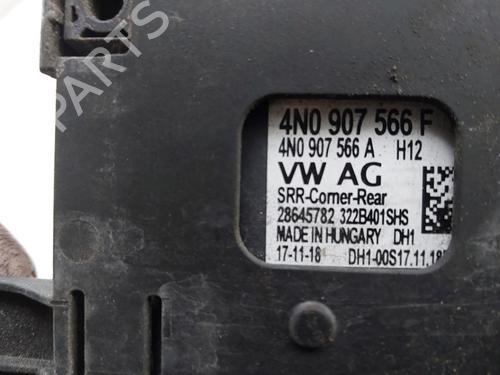 PARTS
4N0 907 566 F
4N0 907 566 A H12
VW AG
SRR-Corner-Rear
28645782 322B401SHS
MADE IN HUNGARY DH1
17-11-18 DH1-00S17.11.18